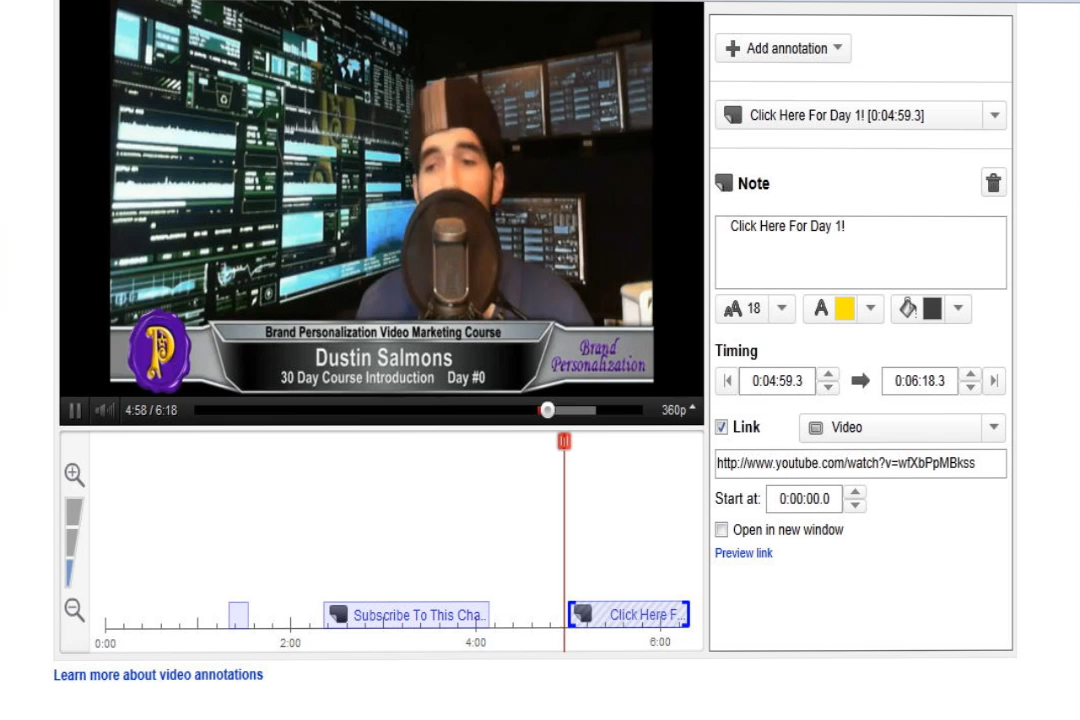 Add annotation
Click Here For Day 1! [0:04:59.3]
Note
Click Here For Day 1!
18
A
Timing
0:04:59.3
0:06:18.3
Link
Video
http://www.youtube.com/watch?v=wfXbPpMBkss
Start at: 0:00:00.0
Open in new window
Preview link
Brand Personalization Video Marketing Course
Dustin Salmons
30 Day Course Introduction Day #0
Brand
Personalization
P
4:58 / 6:18
360p
Subscribe To This Cha..
Click Here F...
0:00
2:00
4:00
6:00
Learn more about video annotations